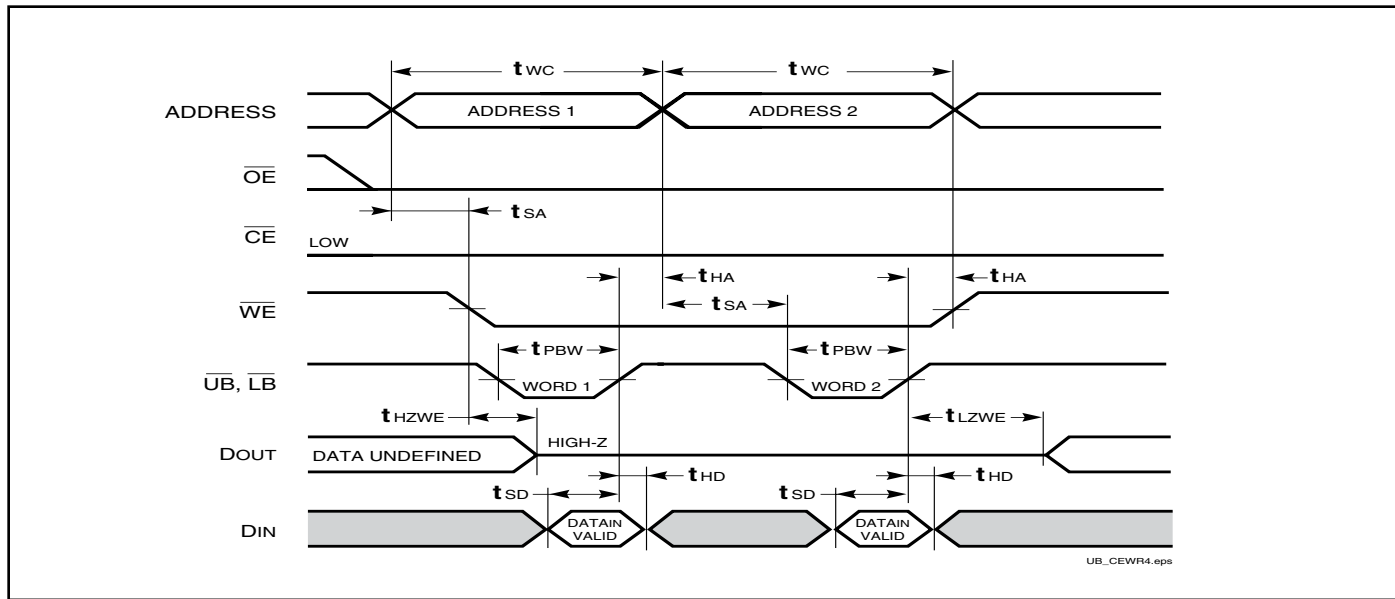 tWC tWC
ADDRESS ADDRESS 1 ADDRESS 2
OE
tSA
CE LOW
tHA tHA
WE tSA
tPBW tPBW
UB, LB WORD 1 WORD 2
tHZWE tLZWE
DOUT DATA UNDEFINED HIGH-Z
tHD tHD
tSD tSD
DIN DATAIN VALID DATAIN VALID
UB_CEWR4.eps